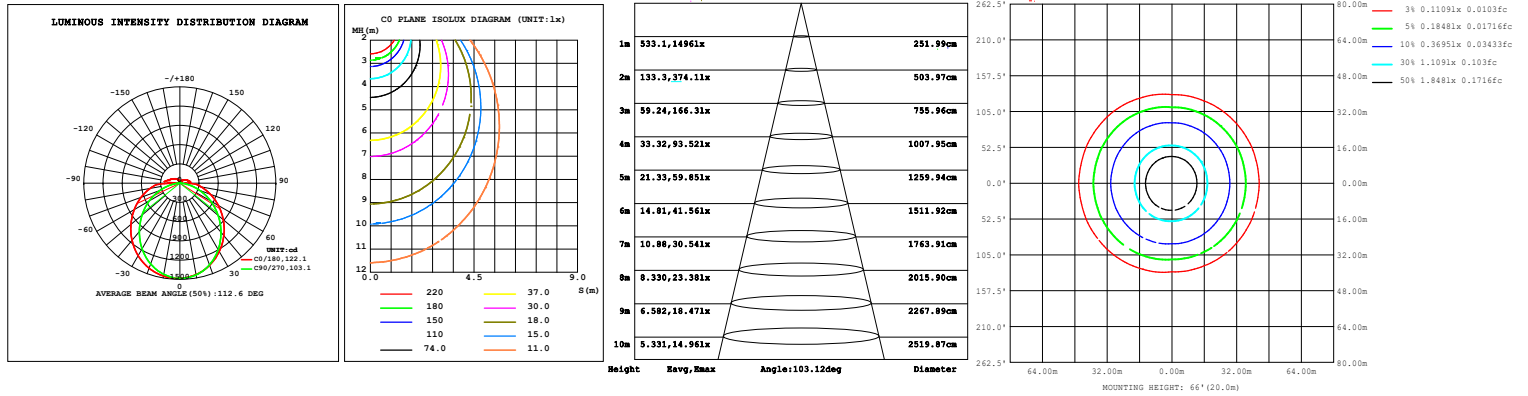 LUMINOUS INTENSITY DISTRIBUTION DIAGRAM
-/+180
-150 150
-120 120
-90 90
0
300
600
-60 60
900
UNIT:cd
1200 C0/180,122.1
-30 1500 30 C90/270,103.1
0
AVERAGE BEAM ANGLE(50%):112.6 DEG
C0 PLANE ISOLUX DIAGRAM (UNIT:lx)
MH(m)
2
3
4
5
6
7
8
9
10
11
12
0.0 4.5 9.0
S(m)
220 37.0
180 30.0
150 18.0
110 15.0
74.0 11.0
1m 533.1,1496lx 251.99cm
2m 133.3,374.1lx 503.97cm
3m 59.24,166.3lx 755.96cm
4m 33.32,93.52lx 1007.95cm
5m 21.33,59.85lx 1259.94cm
6m 14.81,41.56lx 1511.92cm
7m 10.88,30.54lx 1763.91cm
8m 8.330,23.38lx 2015.90cm
9m 6.582,18.47lx 2267.89cm
10m 5.331,14.96lx 2519.87cm
Height Eavg,Emax Angle:103.12deg Diameter
262.5' 80.00m
210.0' 64.00m
157.5' 48.00m
105.0' 32.00m
52.5' 16.00m
0.0' 0.00m
52.5' 16.00m
105.0' 32.00m
157.5' 48.00m
210.0' 64.00m
262.5' 80.00m
64.00m 32.00m 0.00m 32.00m 64.00m
MOUNTING HEIGHT: 66'(20.0m)
3% 0.1109lx 0.0103fc
5% 0.1848lx 0.01716fc
10% 0.3695lx 0.03433fc
30% 1.109lx 0.103fc
50% 1.848lx 0.1716fc